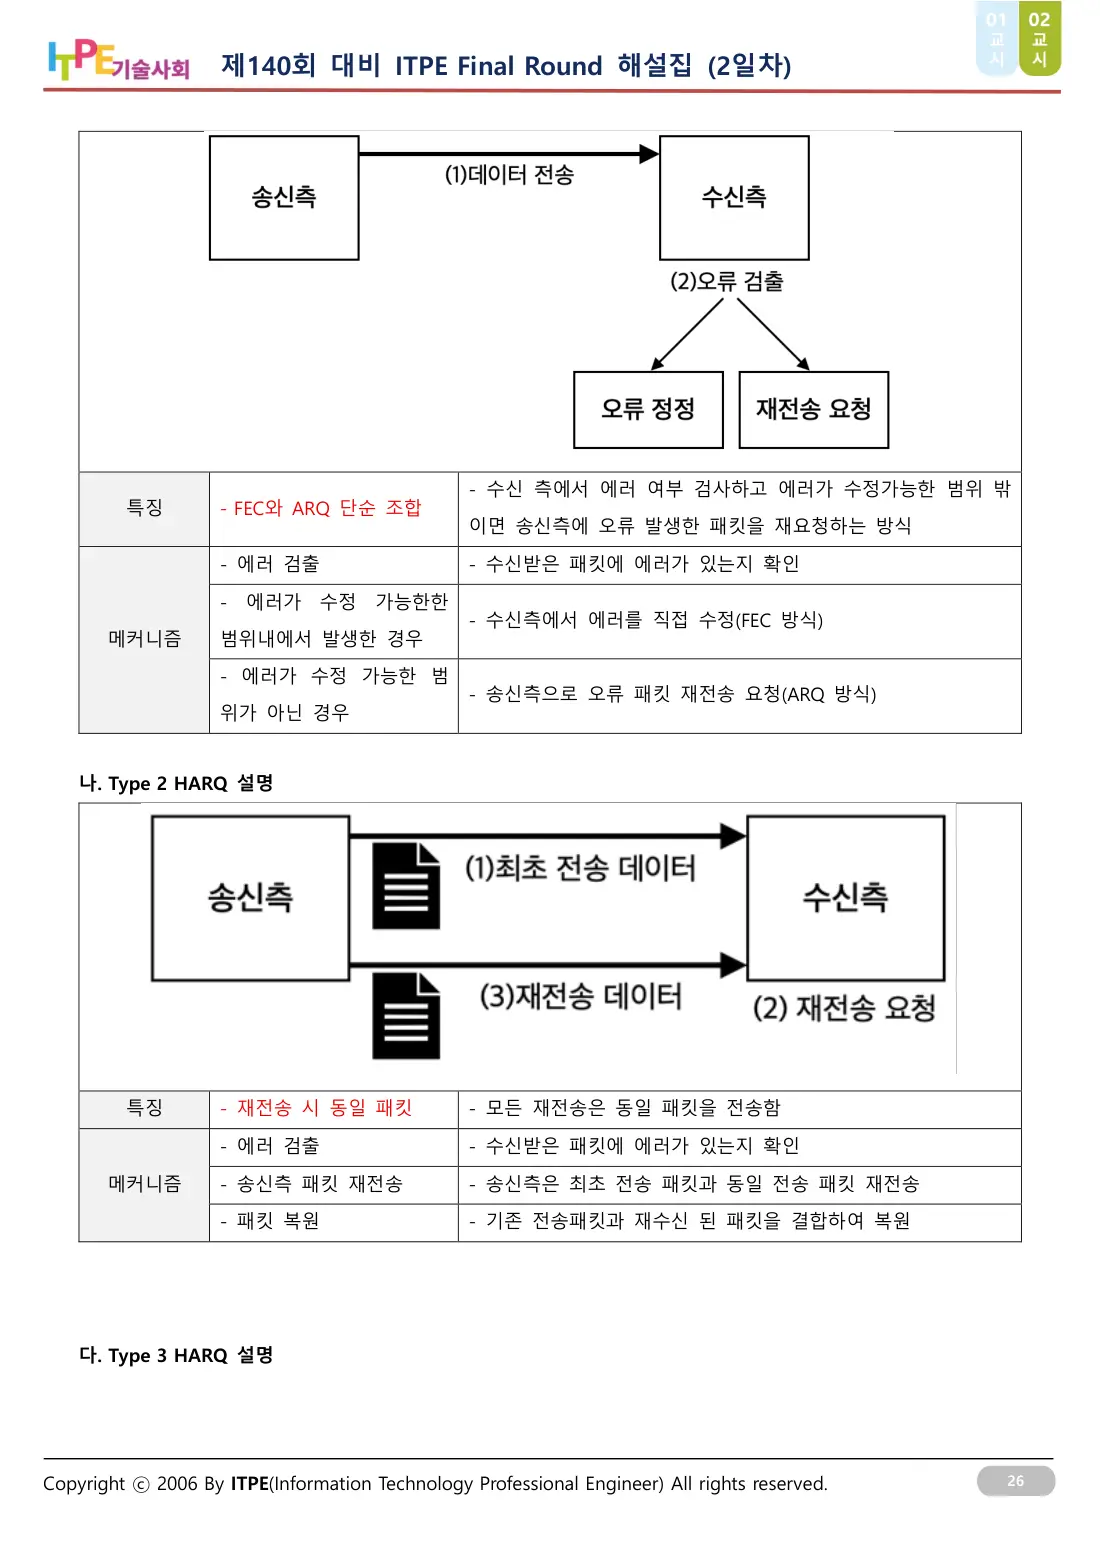 ITPE기술사회 제140회 대비 ITPE Final Round 해설집 (2일차)
01 교 시
02 교 시
송신측
(1)데이터 전송
수신측
(2)오류 검출
오류 정정
재전송 요청
특징
- FEC와 ARQ 단순 조합
- 수신 측에서 에러 여부 검사하고 에러가 수정가능한 범위 밖
이면 송신측에 오류 발생한 패킷을 재요청하는 방식
메커니즘
- 에러 검출
- 수신받은 패킷에 에러가 있는지 확인
- 에러가 수정 가능한한
범위내에서 발생한 경우
- 수신측에서 에러를 직접 수정(FEC 방식)
- 에러가 수정 가능한 범
위가 아닌 경우
- 송신측으로 오류 패킷 재전송 요청(ARQ 방식)
나. Type 2 HARQ 설명
송신측
(1)최초 전송 데이터
수신측
(3)재전송 데이터
(2) 재전송 요청
특징
- 재전송 시 동일 패킷
- 모든 재전송은 동일 패킷을 전송함
메커니즘
- 에러 검출
- 수신받은 패킷에 에러가 있는지 확인
- 송신측 패킷 재전송
- 송신측은 최초 전송 패킷과 동일 전송 패킷 재전송
- 패킷 복원
- 기존 전송패킷과 재수신 된 패킷을 결합하여 복원
다. Type 3 HARQ 설명
Copyright ⓒ 2006 By ITPE(Information Technology Professional Engineer) All rights reserved.
26